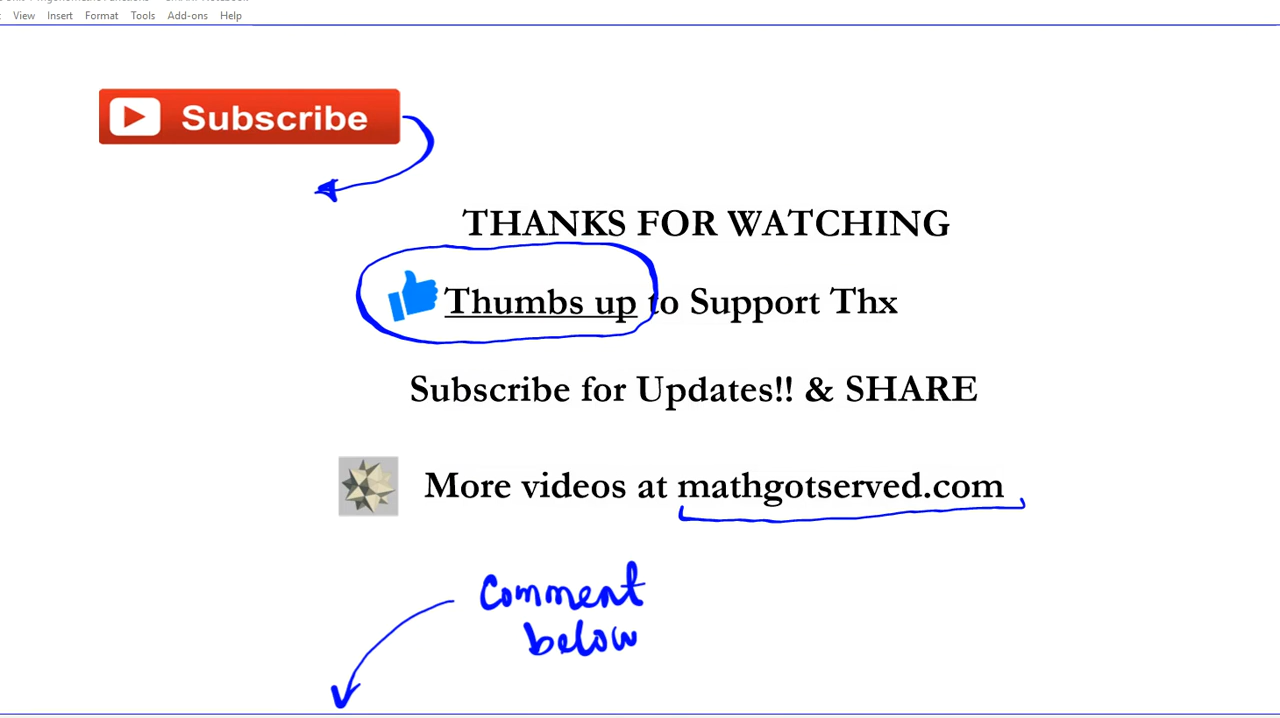 View Insert Format Tools Add-ons Help
Subscribe
THANKS FOR WATCHING
Thumbs up to Support Thx
Subscribe for Updates!! & SHARE
More videos at mathgotserved.com
Comment
below